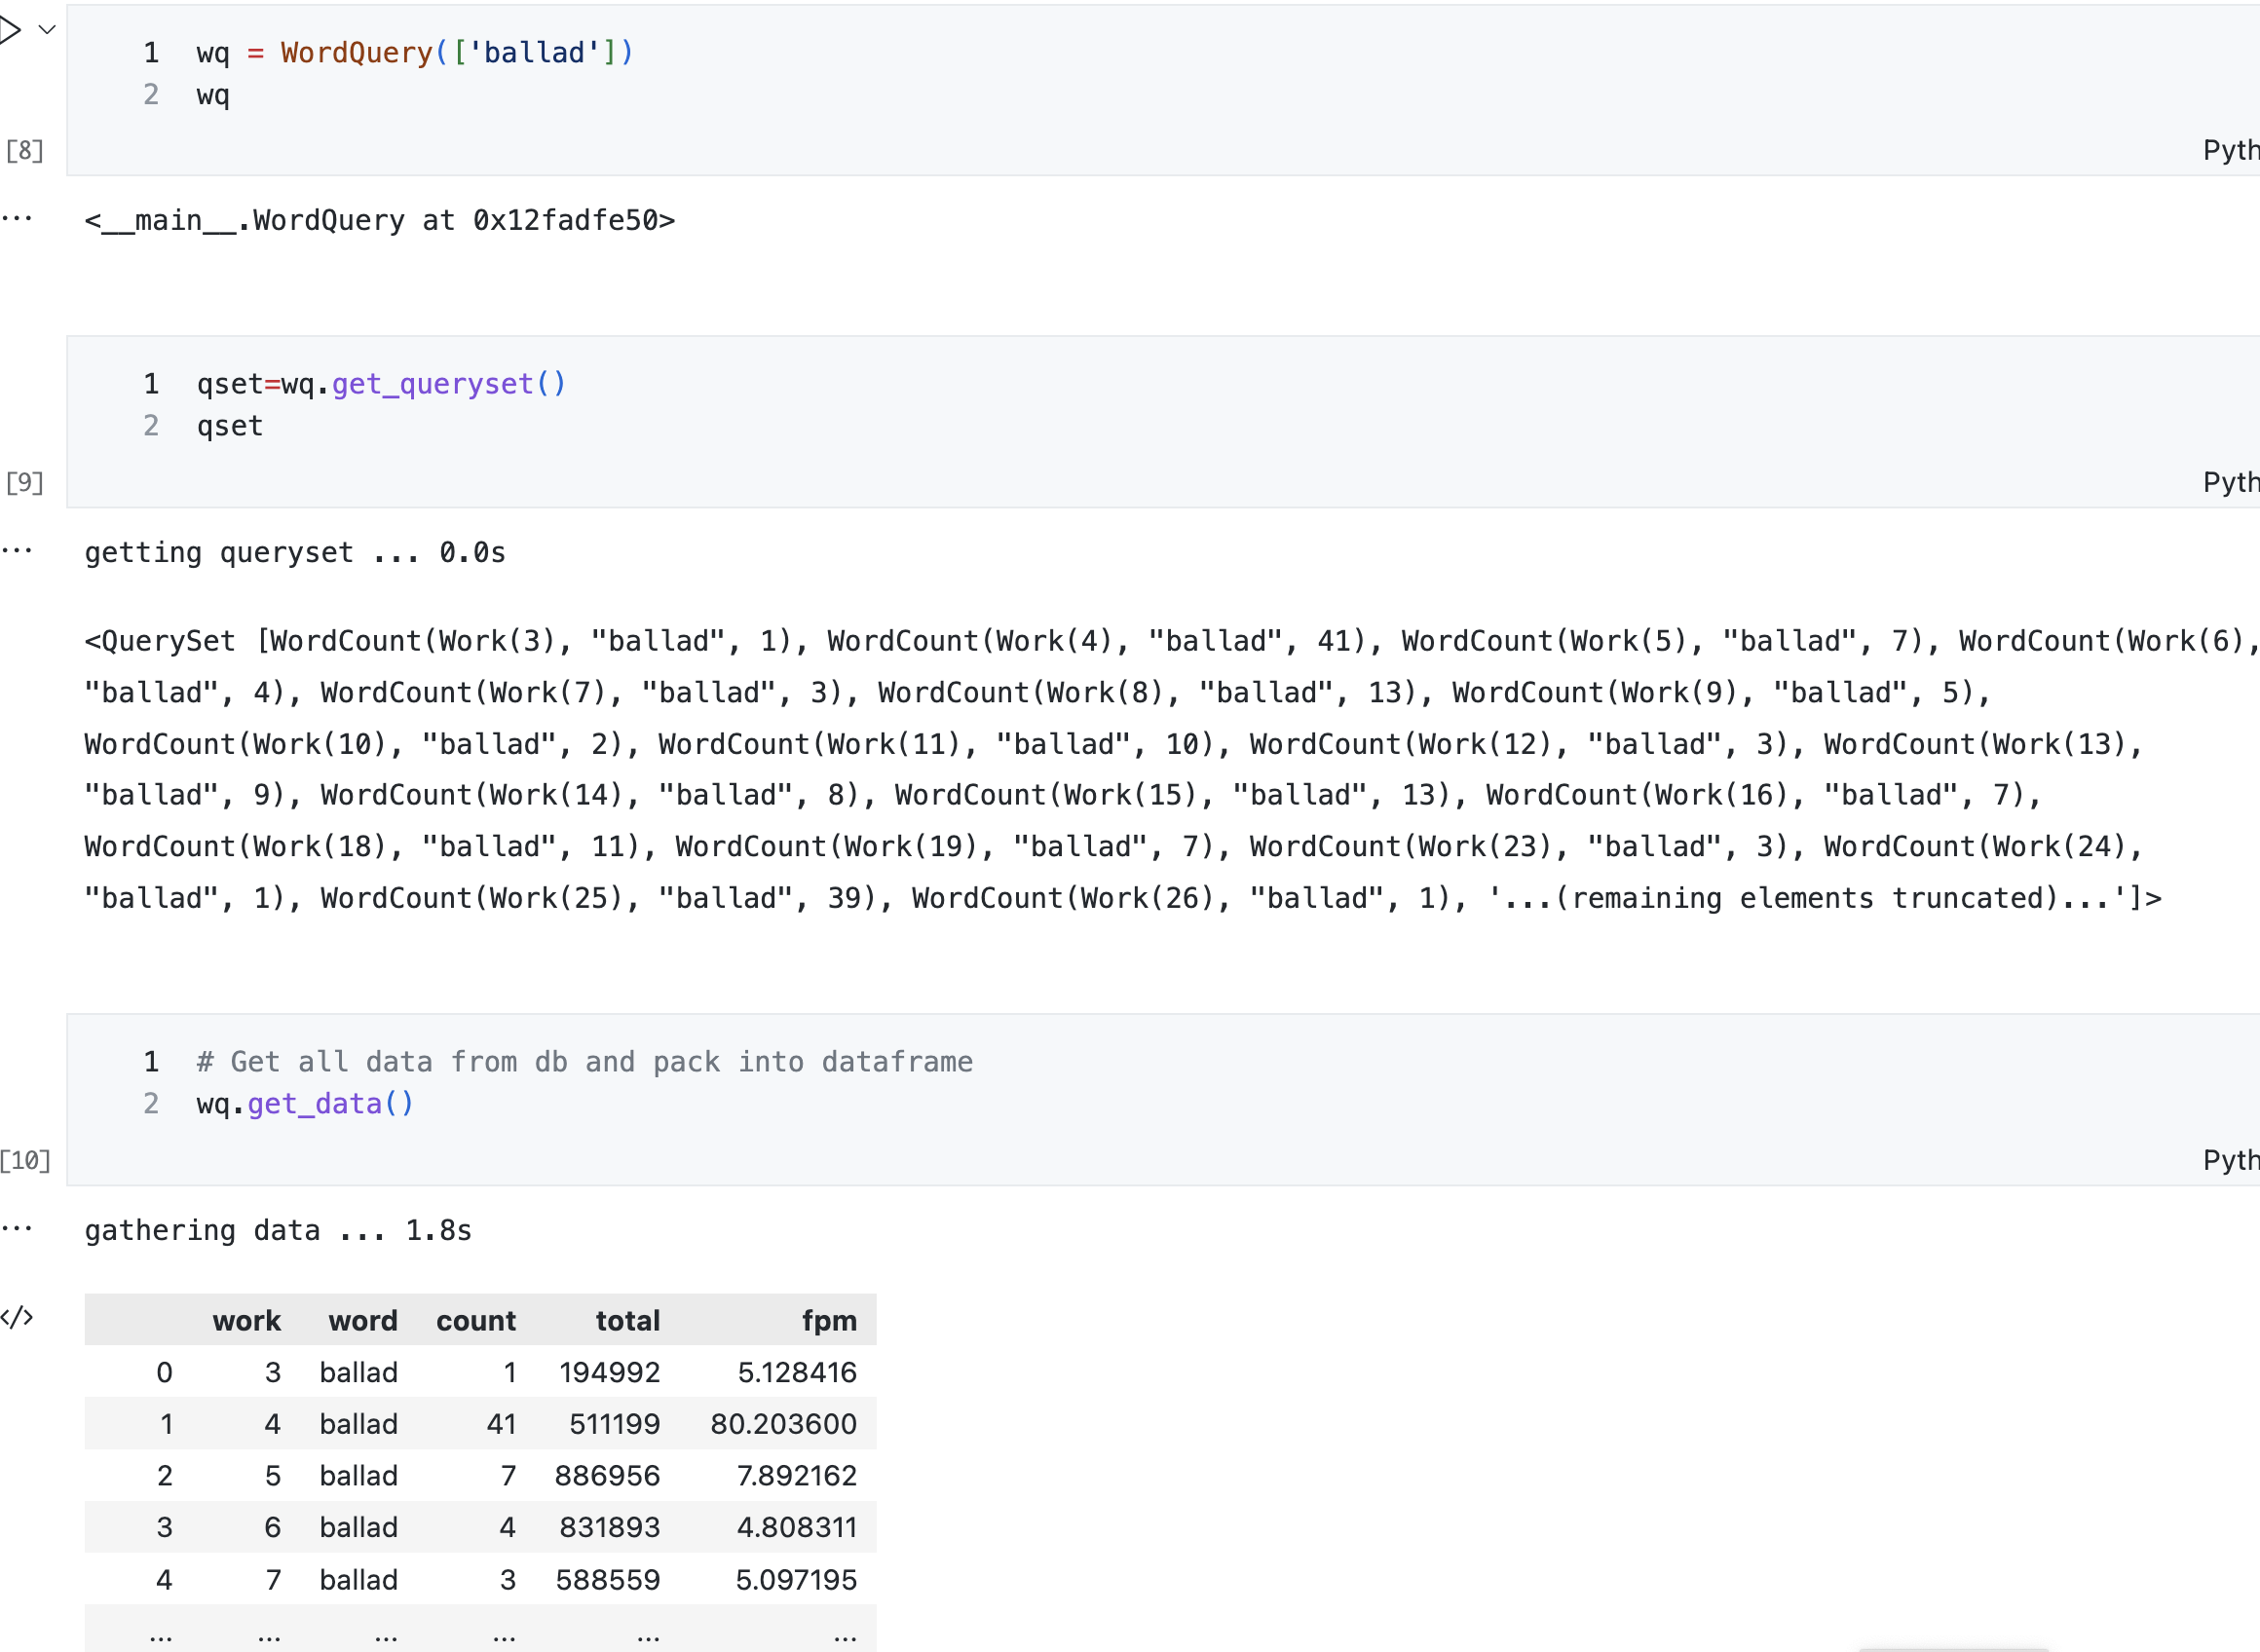 1 wq = WordQuery(['ballad'])
2 wq
[8]
Pyth
... <__main__.WordQuery at 0x12fadfe50>
1 qset=wq.get_queryset()
2 qset
[9]
Pyth
... getting queryset ... 0.0s
<QuerySet [WordCount(Work(3), "ballad", 1), WordCount(Work(4), "ballad", 41), WordCount(Work(5), "ballad", 7), WordCount(Work(6),
"ballad", 4), WordCount(Work(7), "ballad", 3), WordCount(Work(8), "ballad", 13), WordCount(Work(9), "ballad", 5),
WordCount(Work(10), "ballad", 2), WordCount(Work(11), "ballad", 10), WordCount(Work(12), "ballad", 3), WordCount(Work(13),
"ballad", 9), WordCount(Work(14), "ballad", 8), WordCount(Work(15), "ballad", 13), WordCount(Work(16), "ballad", 7),
WordCount(Work(18), "ballad", 11), WordCount(Work(19), "ballad", 7), WordCount(Work(23), "ballad", 3), WordCount(Work(24),
"ballad", 1), WordCount(Work(25), "ballad", 39), WordCount(Work(26), "ballad", 1), '...(remaining elements truncated)...']>
1 # Get all data from db and pack into dataframe
2 wq.get_data()
[10]
Pyth
... gathering data ... 1.8s
</> work word count total fpm
0 3 ballad 1 194992 5.128416
1 4 ballad 41 511199 80.203600
2 5 ballad 7 886956 7.892162
3 6 ballad 4 831893 4.808311
4 7 ballad 3 588559 5.097195
... ... ... ... ... ...